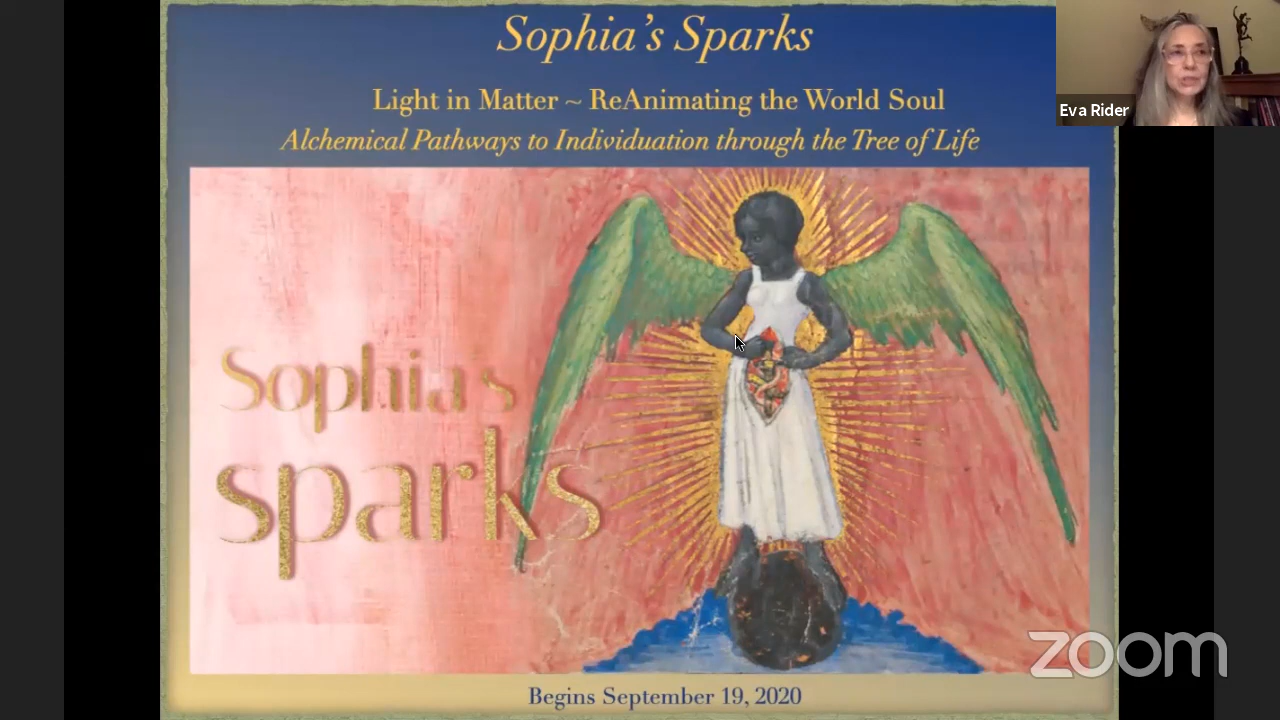 Sophia's Sparks
Light in Matter ~ ReAnimating the World Soul
Alchemical Pathways to Individuation through the Tree of Life
Eva Rider
Sophia's
sparks
zoom
Begins September 19, 2020